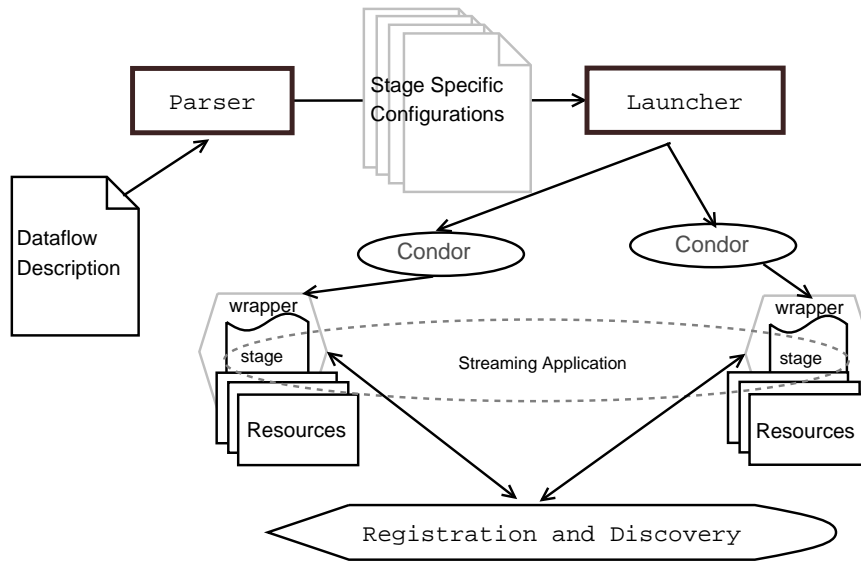 Parser
Stage Specific
Configurations
Launcher
Dataflow
Description
Condor
Condor
wrapper
wrapper
stage
Streaming Application
stage
Resources
Resources
Registration and Discovery